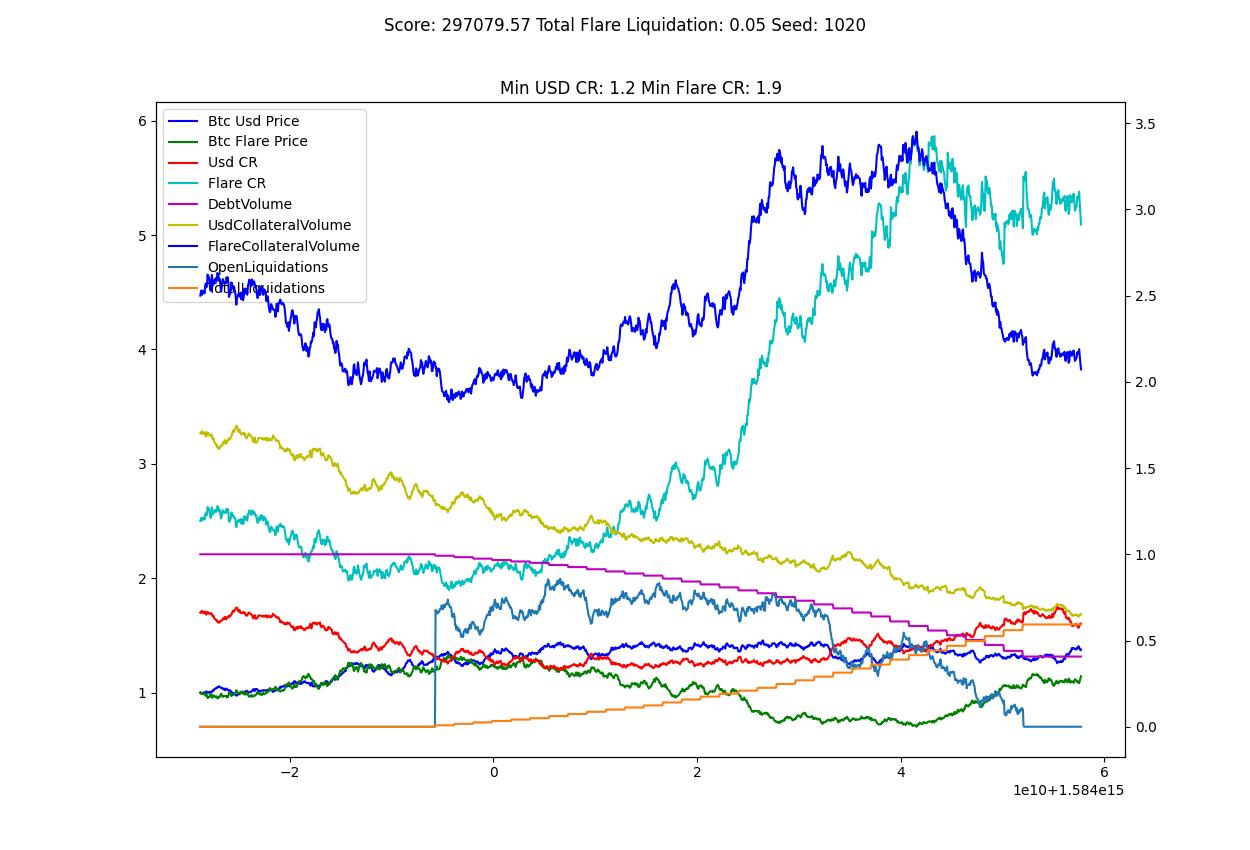 Score: 297079.57 Total Flare Liquidation: 0.05 Seed: 1020
Min USD CR: 1.2 Min Flare CR: 1.9
Btc Usd Price
Btc Flare Price
Usd CR
Flare CR
DebtVolume
UsdCollateralVolume
FlareCollateralVolume
OpenLiquidations
TotalLiquidations
6
5
4
3
2
1
3.5
3.0
2.5
2.0
1.5
1.0
0.5
0.0
−2
0
2
4
6
1e10+1.584e15